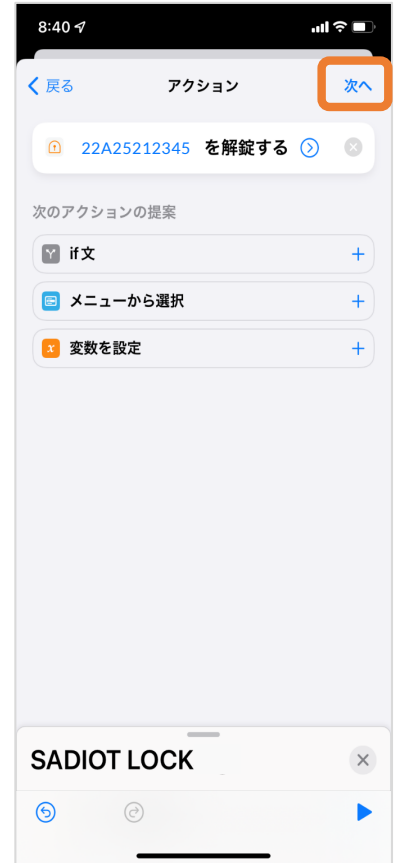 8:40
戻る アクション 次へ
22A25212345 を解錠する
次のアクションの提案
if文
メニューから選択
x 変数を設定
SADIOT LOCK